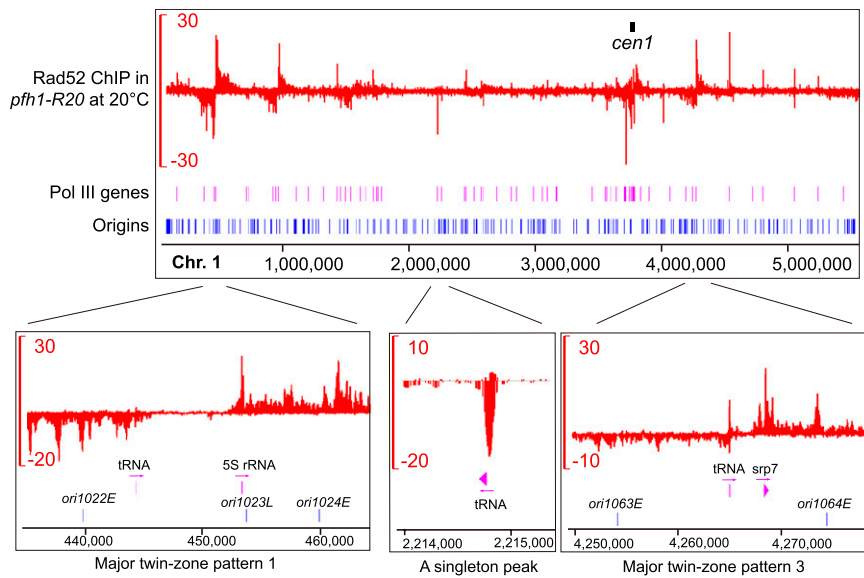 30
cen1
Rad52 ChIP in
pfh1-R20 at 20°C
-30
Pol III genes
Origins
Chr. 1
1,000,000 2,000,000 3,000,000 4,000,000 5,000,000
30
-20
tRNA 5S rRNA
ori1022E ori1023L ori1024E
440,000 450,000 460,000
Major twin-zone pattern 1
10
-20
tRNA
2,214,000 2,215,000
A singleton peak
30
-10
tRNA srp7
ori1063E ori1064E
4,250,000 4,260,000 4,270,000
Major twin-zone pattern 3